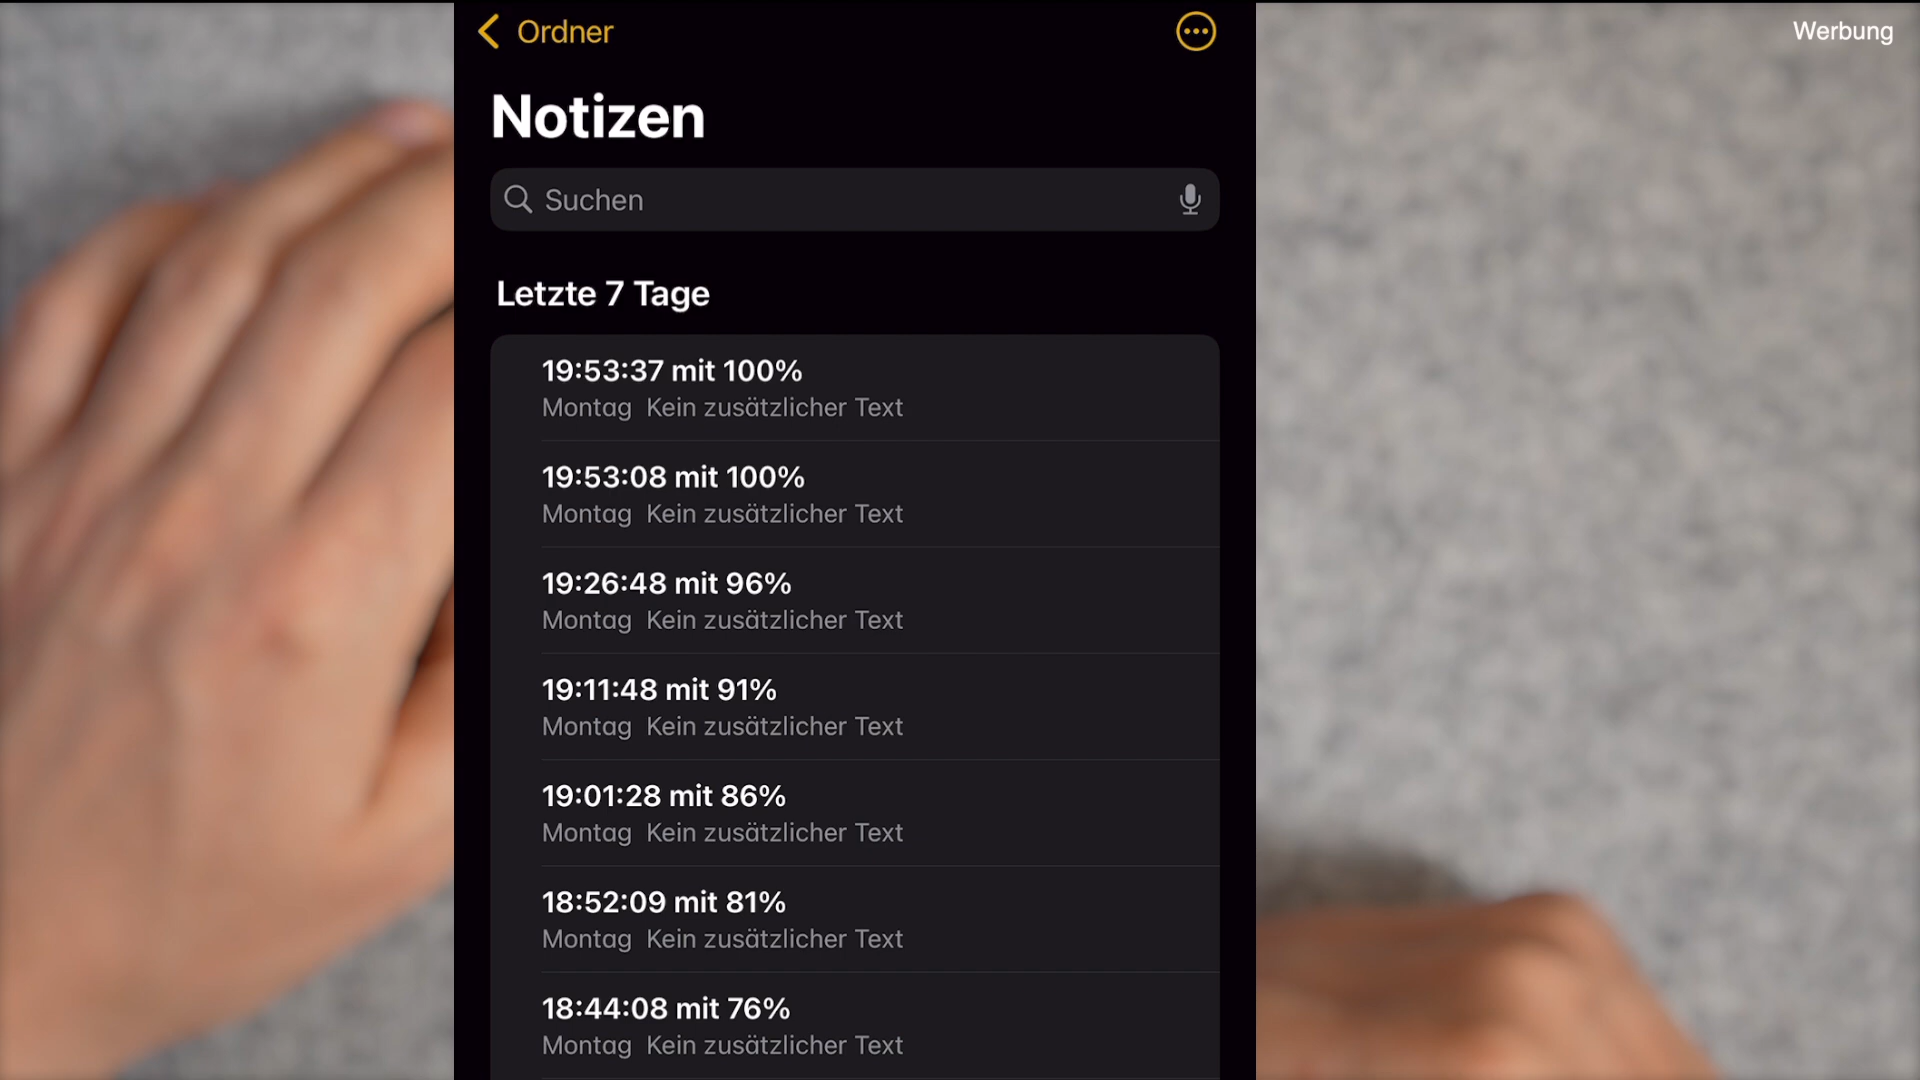 Ordner
Werbung
Notizen
Suchen
Letzte 7 Tage
19:53:37 mit 100%
Montag Kein zusätzlicher Text
19:53:08 mit 100%
Montag Kein zusätzlicher Text
19:26:48 mit 96%
Montag Kein zusätzlicher Text
19:11:48 mit 91%
Montag Kein zusätzlicher Text
19:01:28 mit 86%
Montag Kein zusätzlicher Text
18:52:09 mit 81%
Montag Kein zusätzlicher Text
18:44:08 mit 76%
Montag Kein zusätzlicher Text